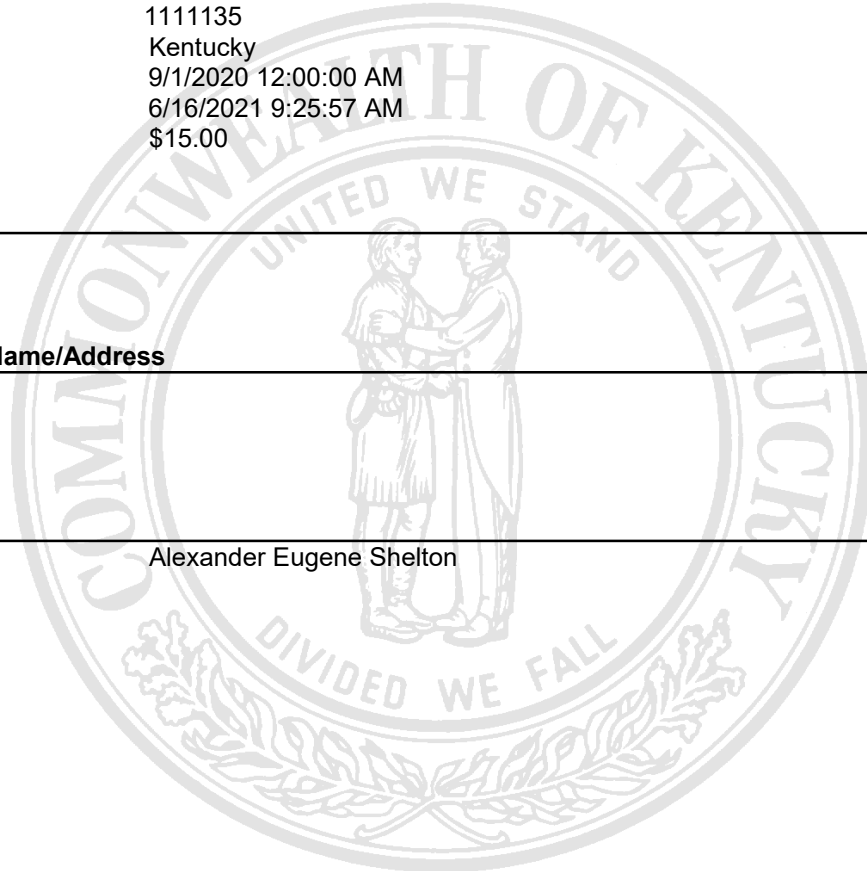 1111135
Kentucky
9/1/2020 12:00:00 AM
6/16/2021 9:25:57 AM
$15.00
COMMONWEALTH OF KENTUCKY
UNITED WE STAND
ame/Address
Alexander Eugene Shelton
DIVIDED WE FALL